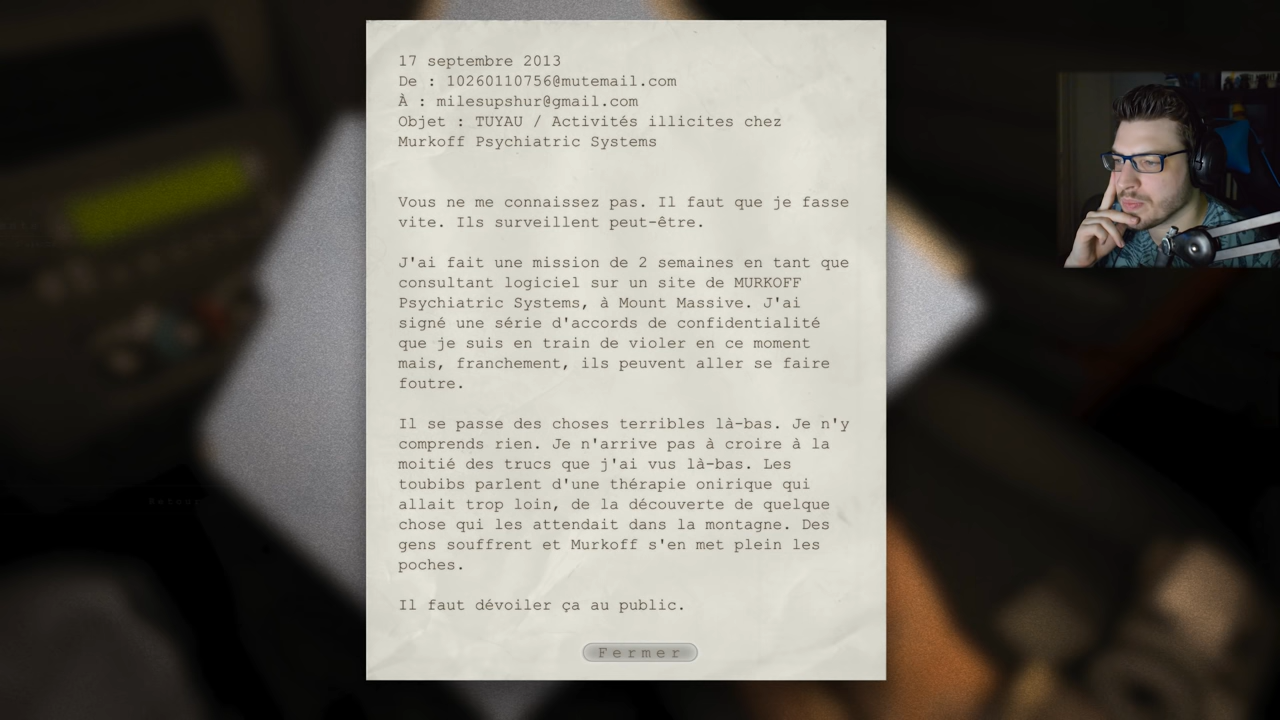 17 septembre 2013
De : 10260110756@mutemail.com
À : milesupshur@gmail.com
Objet : TUYAU / Activités illicites chez
Murkoff Psychiatric Systems
Vous ne me connaissez pas. Il faut que je fasse
vite. Ils surveillent peut-être.
J'ai fait une mission de 2 semaines en tant que
consultant logiciel sur un site de MURKOFF
Psychiatric Systems, à Mount Massive. J'ai
signé une série d'accords de confidentialité
que je suis en train de violer en ce moment
mais, franchement, ils peuvent aller se faire
foutre.
Il se passe des choses terribles là-bas. Je n'y
comprends rien. Je n'arrive pas à croire à la
moitié des trucs que j'ai vus là-bas. Les
toubibs parlent d'une thérapie onirique qui
allait trop loin, de la découverte de quelque
chose qui les attendait dans la montagne. Des
gens souffrent et Murkoff s'en met plein les
poches.
Il faut dévoiler ça au public.
Fermer